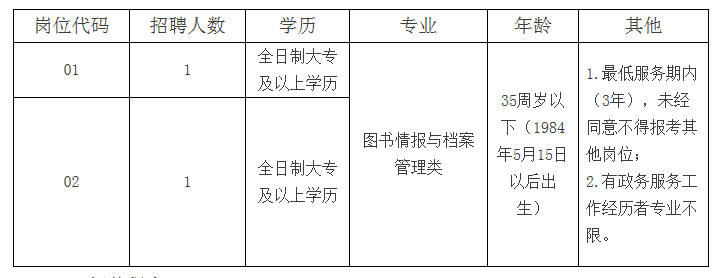 岗位代码 招聘人数 学历 专业 年龄 其他
01 1 全日制大专
及以上学历
02 1 全日制大专
及以上学历
图书情报与档案
管理类
35周岁以
下（1984
年5月15日
以后出
生）
1.最低服务期内
（3年），未经
同意不得报考其
他岗位；
2.有政务服务工
作经历者专业不
限。